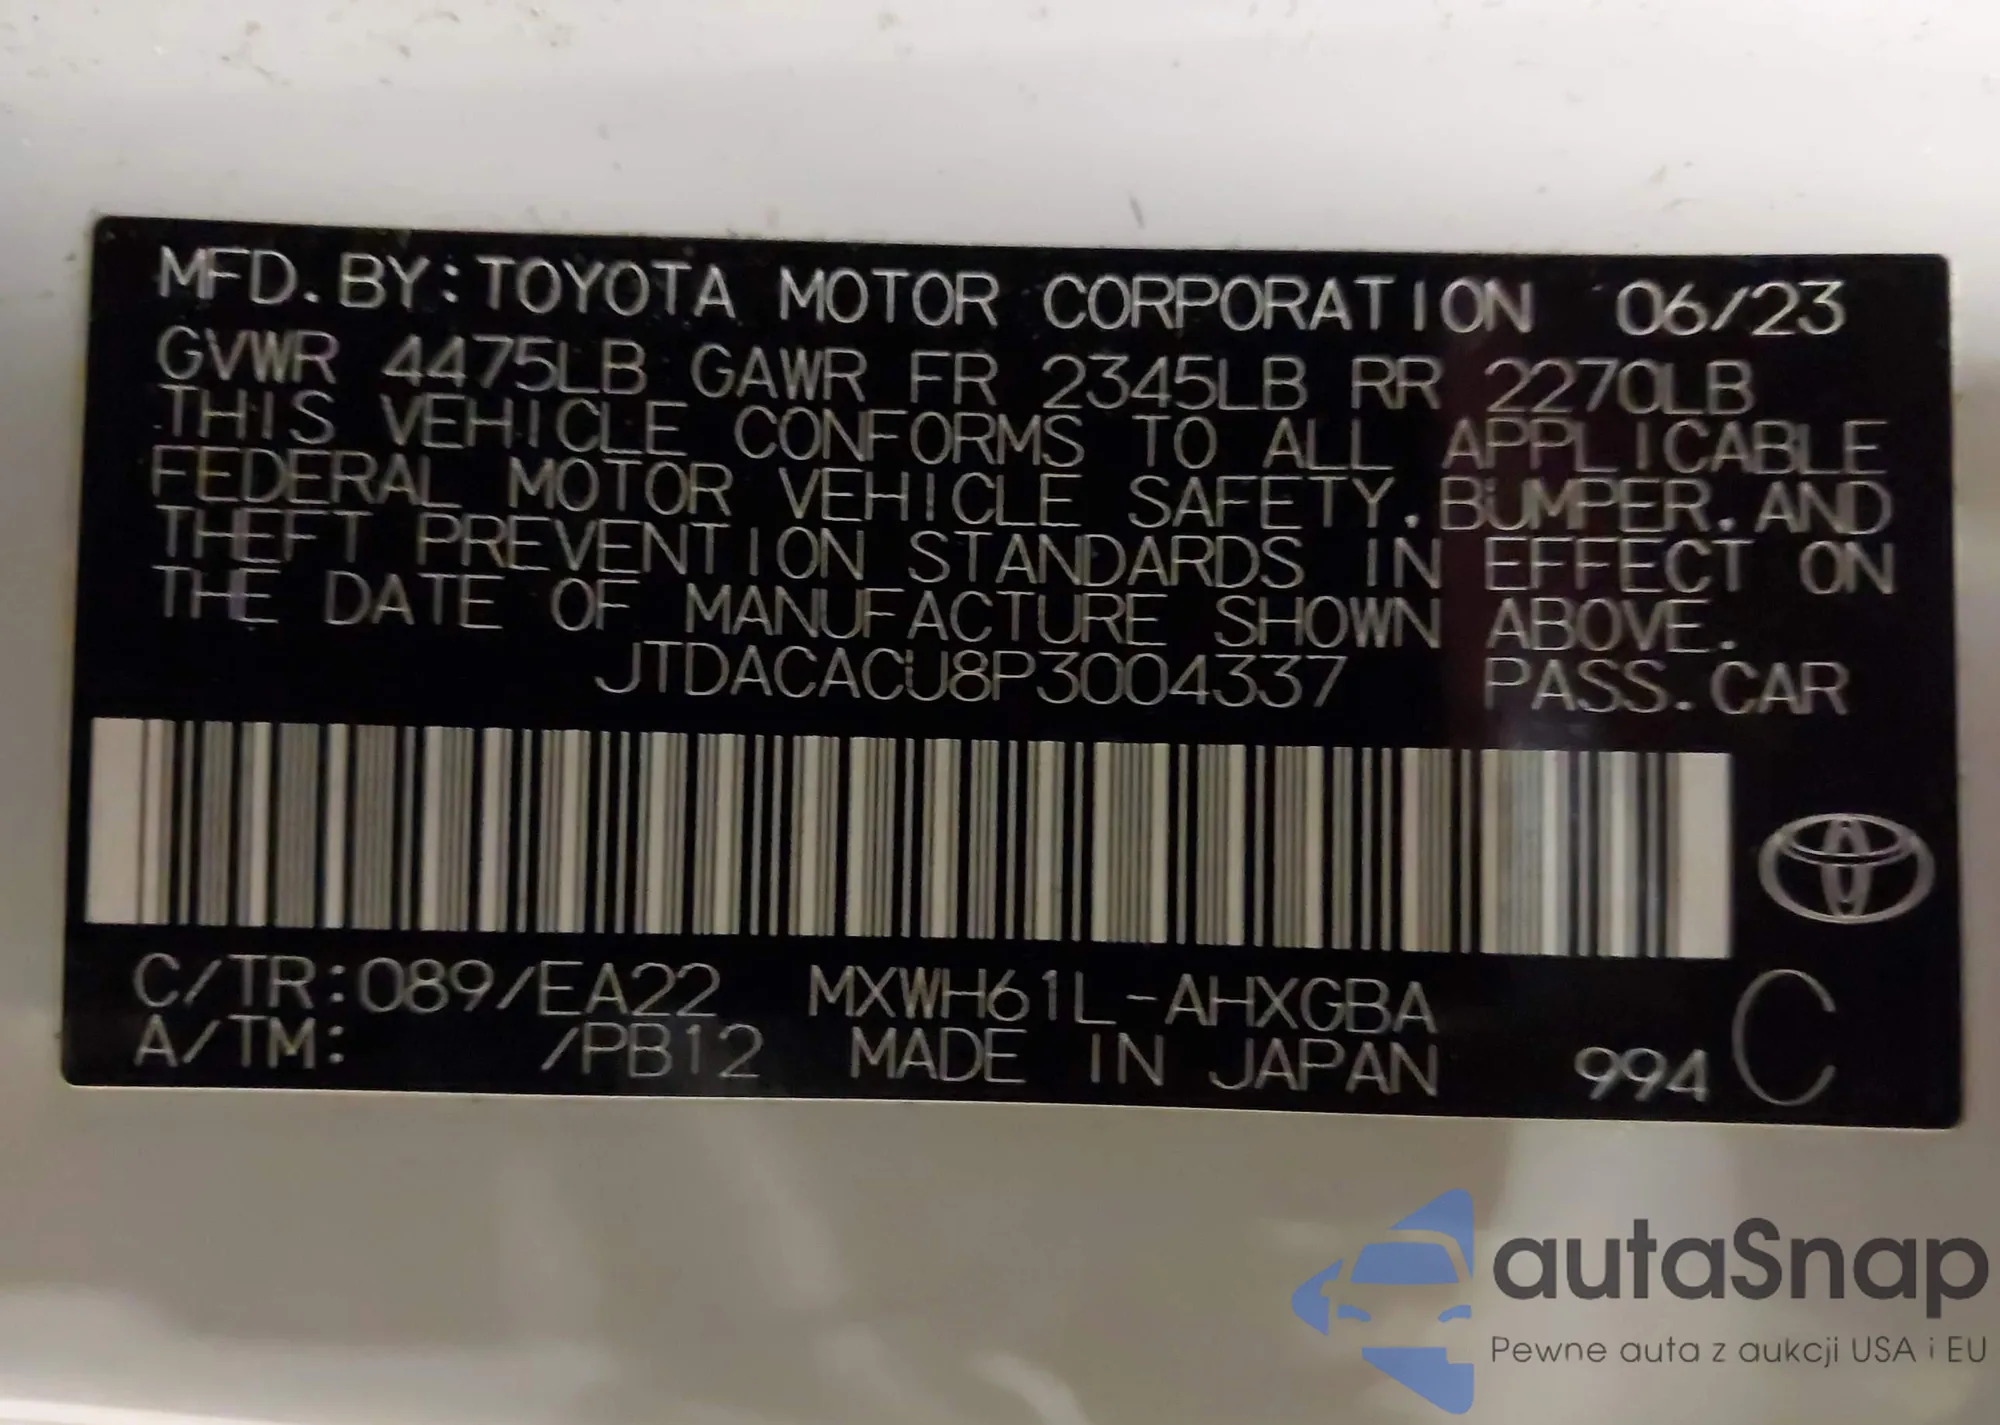 MFD. BY: TOYOTA MOTOR CORPORATION 06/23
GVWR 4475LB GAWR FR 2345LB RR 2270LB
THIS VEHICLE CONFORMS TO ALL APPLICABLE
FEDERAL MOTOR VEHICLE SAFETY. BUMPER. AND
THEFT PREVENTION STANDARDS IN EFFECT ON
THE DATE OF MANUFACTURE SHOWN ABOVE.
JTDACACU8P3004337 PASS. CAR
C/TR:089/EA22 MXWH61L-AHXGBA
A/TM: /PB12 MADE IN JAPAN 994 C
autaSnap
Pewne auta z aukcji USA i EU